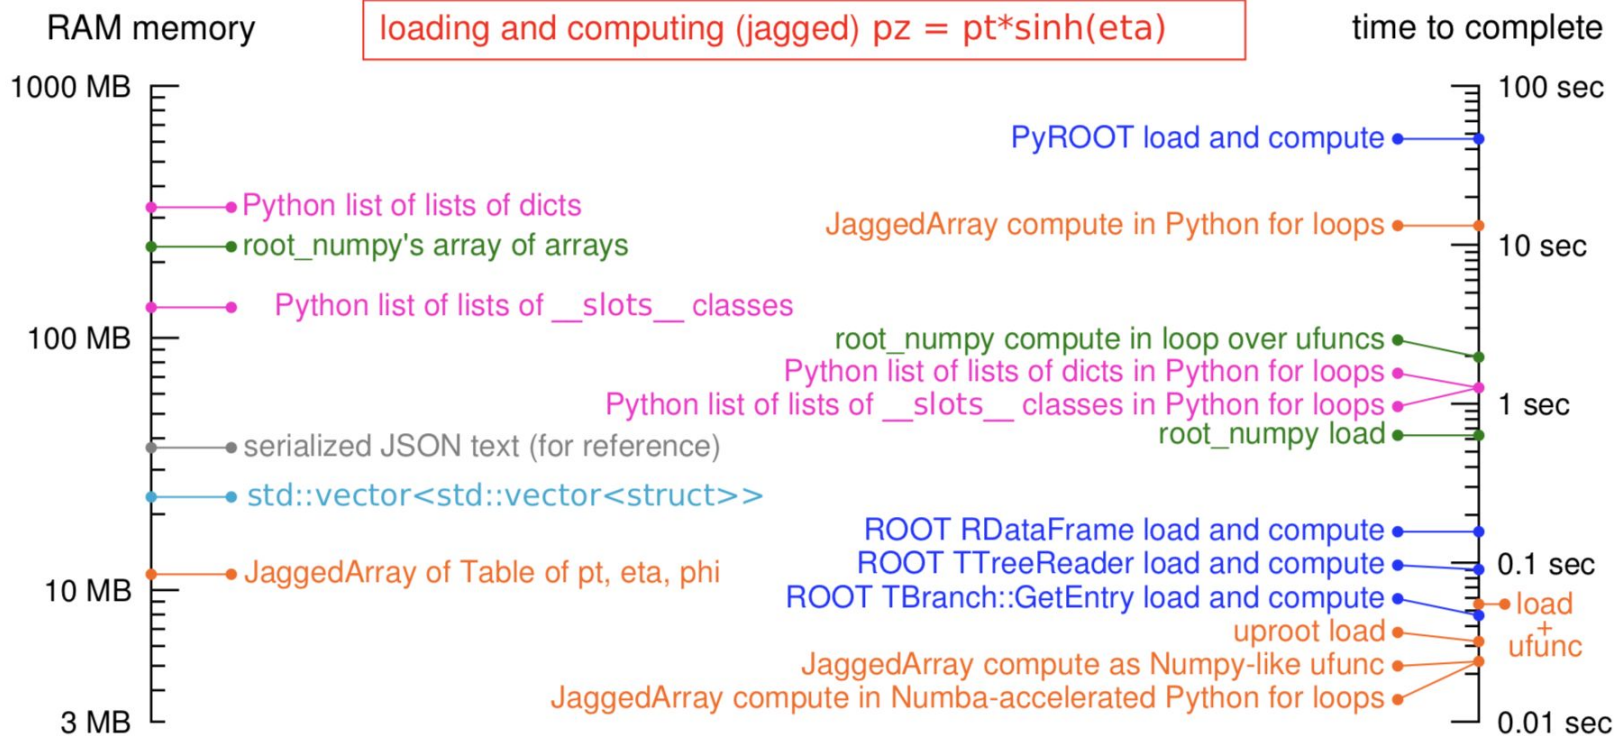 RAM memory
loading and computing (jagged) pz = pt*sinh(eta)
time to complete
1000 MB
100 MB
10 MB
3 MB
Python list of lists of dicts
root_numpy's array of arrays
Python list of lists of __slots__ classes
serialized JSON text (for reference)
std::vector<std::vector<struct>>
JaggedArray of Table of pt, eta, phi
PyROOT load and compute
JaggedArray compute in Python for loops
root_numpy compute in loop over ufuncs
Python list of lists of dicts in Python for loops
Python list of lists of __slots__ classes in Python for loops
root_numpy load
ROOT RDataFrame load and compute
ROOT TTreeReader load and compute
ROOT TBranch::GetEntry load and compute
uproot load
JaggedArray compute as Numpy-like ufunc
JaggedArray compute in Numba-accelerated Python for loops
100 sec
10 sec
1 sec
0.1 sec
load
+
ufunc
0.01 sec